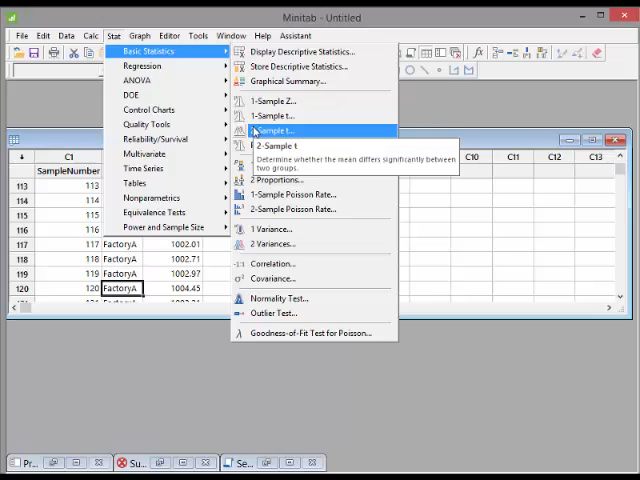 Minitab - Untitled
File Edit Data Calc Stat Graph Editor Tools Window Help Assistant
Basic Statistics
Regression
ANOVA
DOE
Control Charts
Quality Tools
Reliability/Survival
Multivariate
Time Series
Tables
Nonparametrics
Equivalence Tests
Power and Sample Size
Display Descriptive Statistics...
Store Descriptive Statistics...
Graphical Summary...
1-Sample Z...
1-Sample t...
Sample t...
2-Sample t
Determine whether the mean differs significantly between
two groups.
2 Proportions...
1-Sample Poisson Rate...
2-Sample Poisson Rate...
1 Variance...
2 Variances...
Correlation...
Covariance...
Normality Test...
Outlier Test...
Goodness-of-Fit Test for Poisson...
C1 C10 C11 C12 C13
SampleNumber
113 113
114 114
115 115
116 116
117 117 FactoryA 1002.01
118 118 FactoryA 1002.71
119 119 FactoryA 1002.97
120 120 FactoryA 1004.45
Pr...
Su...
Se...